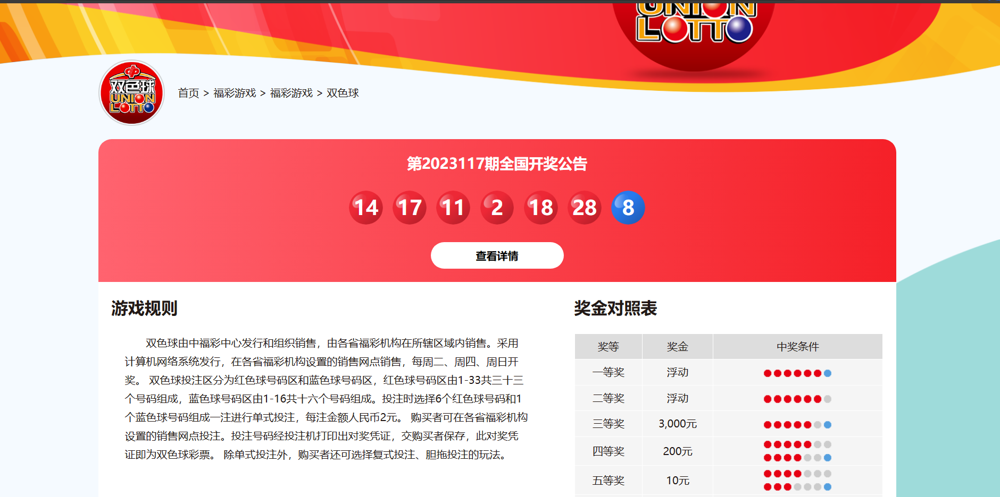 UNION
LOTTO
双色球
UNION
LOTTO
首页 > 福彩游戏 > 福彩游戏 > 双色球
第2023117期全国开奖公告
14 17 11 2 18 28 8
查看详情
游戏规则
双色球由中福彩中心发行和组织销售，由各省福彩机构在所辖区域内销售。采用
计算机网络系统发行，在各省福彩机构设置的销售网点销售，每周二、周四、周日开
奖。 双色球投注区分为红色球号码区和蓝色球号码区，红色球号码区由1-33共三十三
个号码组成，蓝色球号码区由1-16共十六个号码组成。投注时选择6个红色球号码和1
个蓝色球号码组成一注进行单式投注，每注金额人民币2元。 购买者可在各省福彩机构
设置的销售网点投注。投注号码经投注机打印出对奖凭证，交购买者保存，此对奖凭
证即为双色球彩票。 除单式投注外，购买者还可选择复式投注、胆拖投注的玩法。
奖金对照表
奖等 奖金 中奖条件
一等奖 浮动
二等奖 浮动
三等奖 3,000元
四等奖 200元
五等奖 10元